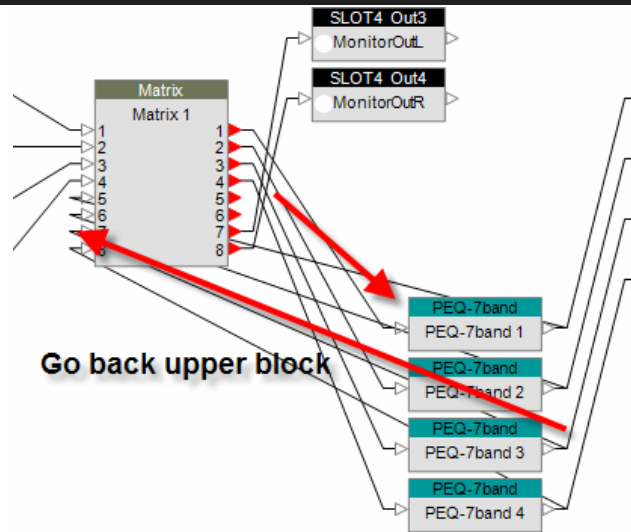 SLOT4 Out3
MonitorOutL
SLOT4 Out4
MonitorOutR
Matrix
Matrix 1
1 1
2 2
3 3
4 4
5 5
6 6
7 7
8 8
PEQ-7band
PEQ-7band 1
Go back upper block
PEQ-7band
PEQ-7band 2
PEQ-7band
PEQ-7band 3
PEQ-7band
PEQ-7band 4